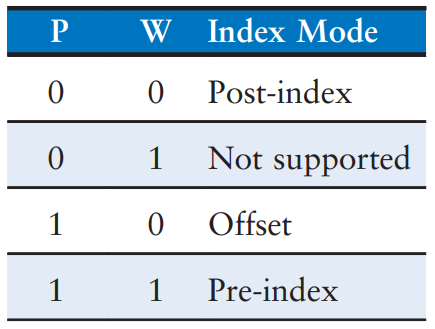 P W Index Mode
0 0 Post-index
0 1 Not supported
1 0 Offset
1 1 Pre-index